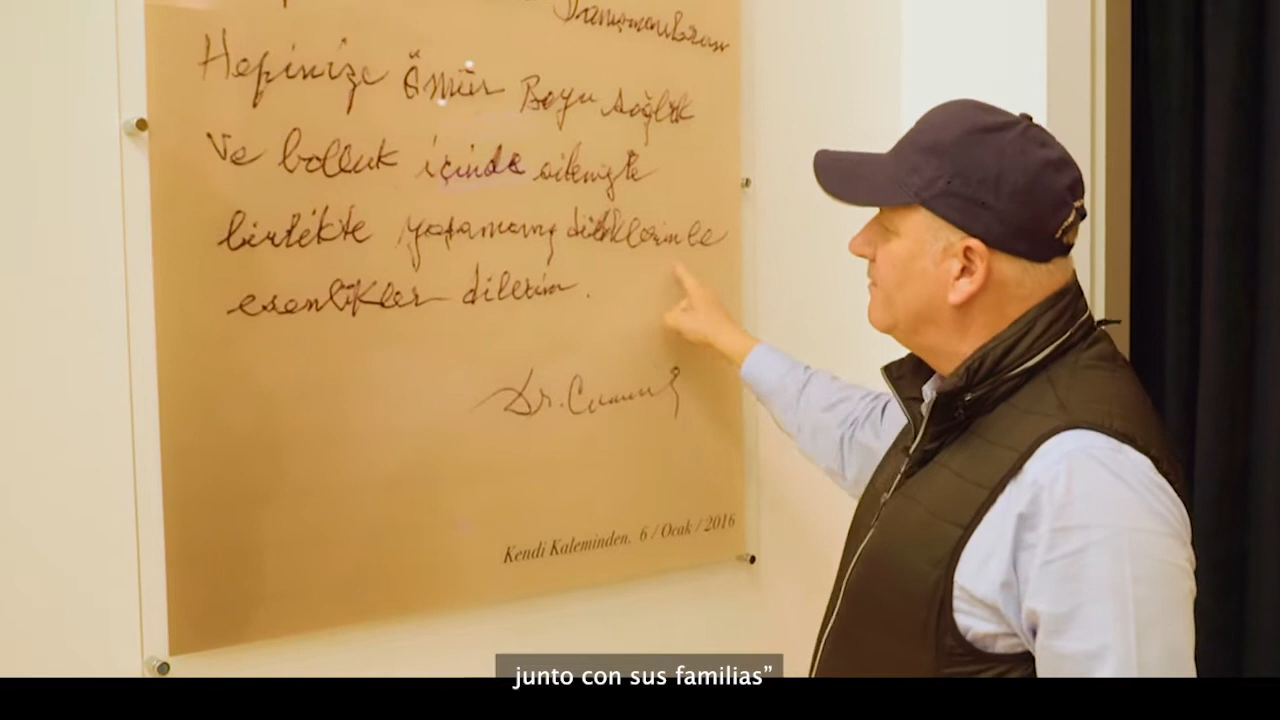 Hepinize ömür Boyu sağlık
Ve bolluk içinde ailenizle
birlikte yaşamanız dileklerimle
esenlikler dilerim.
Dr.
Kendi Kaleminden. 6 / Ocak / 2016
junto con sus familias”